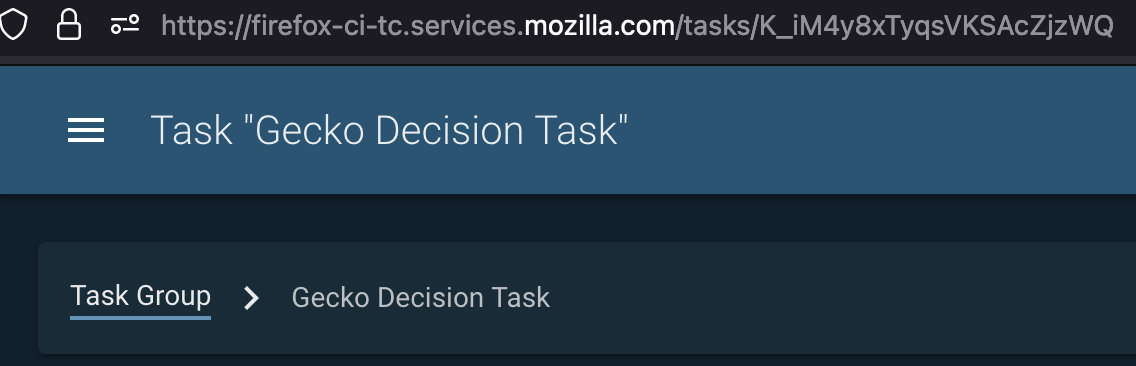 https://firefox-ci-tc.services.mozilla.com/tasks/K_iM4y8xTyqsVKSAcZjzWQ
Task "Gecko Decision Task"
Task Group > Gecko Decision Task